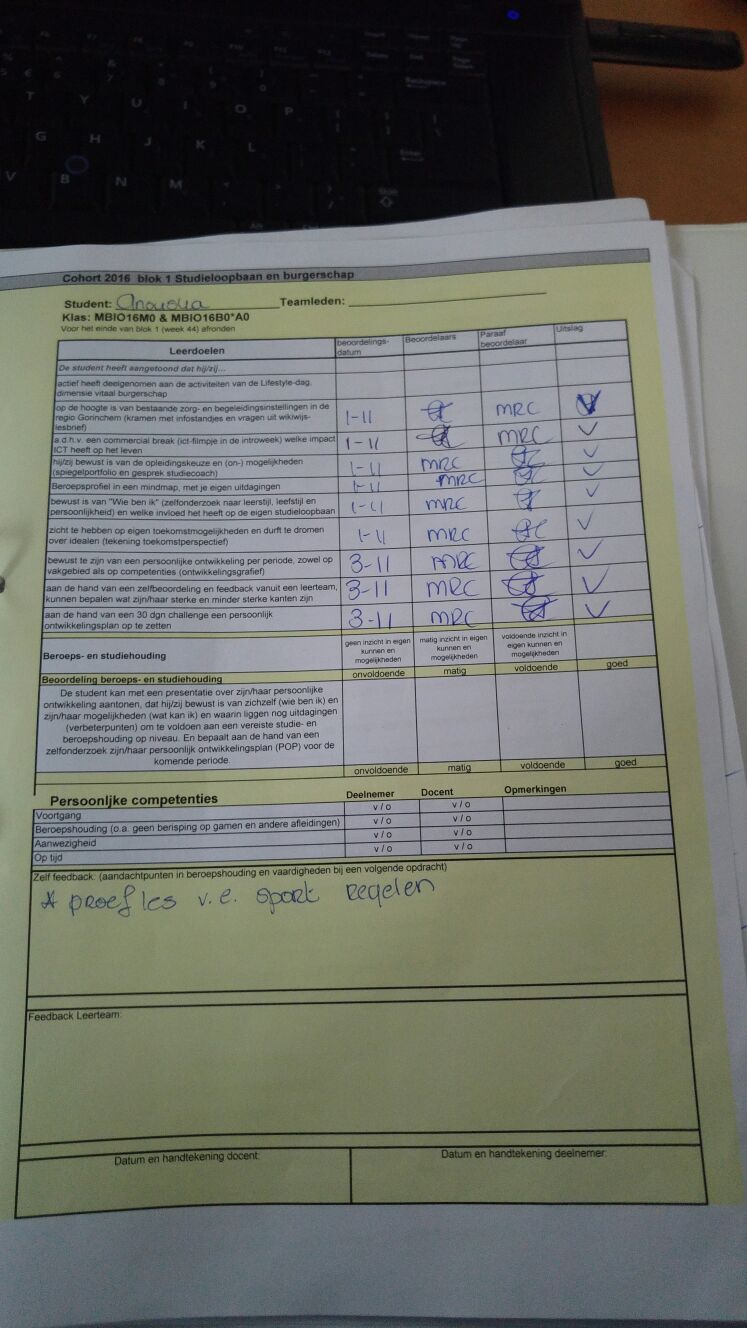 Cohort 2016 blok 1 Studieloopbaan en burgerschap
Student: Anouska Teamleden:
Klas: MBIO16M0 & MBIO16B0*A0
Voor het einde van blok 1 (week 44) afronden
Leerdoelen beoordelings-datum Beoordelaars Paraaf beoordelaar Uitslag
De student heeft aangetoond dat hij/zij...
actief heeft deelgenomen aan de activiteiten van de Lifestyle-dag,
dimensie vitaal burgerschap
op de hoogte is van bestaande zorg- en begeleidingsinstellingen in de
regio Gorinchem (kramen met infostandjes en vragen uit wikiwijs-
lesbrief) 1-11 MRC
a.d.h.v. een commercial break (ict-filmpje in de introweek) welke impact
ICT heeft op het leven 1-11 MRC
hij/zij bewust is van de opleidingskeuze en (on-) mogelijkheden
(spiegelportfolio en gesprek studiecoach) 1-11 MRC
Beroepsprofiel in een mindmap, met je eigen uitdagingen 1-11 MRC
bewust is van "Wie ben ik" (zelfonderzoek naar leerstijl, leefstijl en
persoonlijkheid) en welke invloed het heeft op de eigen studieloopbaan 1-11 MRC
zicht te hebben op eigen toekomstmogelijkheden en durft te dromen
over idealen (tekening toekomstperspectief) 1-11 MRC
bewust te zijn van een persoonlijke ontwikkeling per periode, zowel op
vakgebied als op competenties (ontwikkelingsgrafief) 3-11 MRC
aan de hand van een zelfbeoordeling en feedback vanuit een leerteam,
kunnen bepalen wat zijn/haar sterke en minder sterke kanten zijn 3-11 MRC
aan de hand van een 30 dgn challenge een persoonlijk
ontwikkelingsplan op te zetten 3-11 MRC
Beroeps- en studiehouding geen inzicht in eigen kunnen en mogelijkheden matig inzicht in eigen kunnen en mogelijkheden voldoende inzicht in eigen kunnen en mogelijkheden
Beoordeling beroeps- en studiehouding onvoldoende matig voldoende goed
De student kan met een presentatie over zijn/haar persoonlijke
ontwikkeling aantonen, dat hij/zij bewust is van zichzelf (wie ben ik) en
zijn/haar mogelijkheden (wat kan ik) en waarin liggen nog uitdagingen
(verbeterpunten) om te voldoen aan een vereiste studie- en
beroepshouding op niveau. En bepaalt aan de hand van een
zelfonderzoek zijn/haar persoonlijk ontwikkelingsplan (POP) voor de
komende periode.
onvoldoende matig voldoende goed
Persoonlijke competenties Deelnemer Docent Opmerkingen
Voortgang v / o v / o
Beroepshouding (o.a. geen berisping op gamen en andere afleidingen) v / o v / o
Aanwezigheid v / o v / o
Op tijd v / o v / o
Zelf feedback: (aandachtpunten in beroepshouding en vaardigheden bij een volgende opdracht)
* proefles v.e. sport regelen
Feedback Leerteam:
Datum en handtekening docent: Datum en handtekening deelnemer: